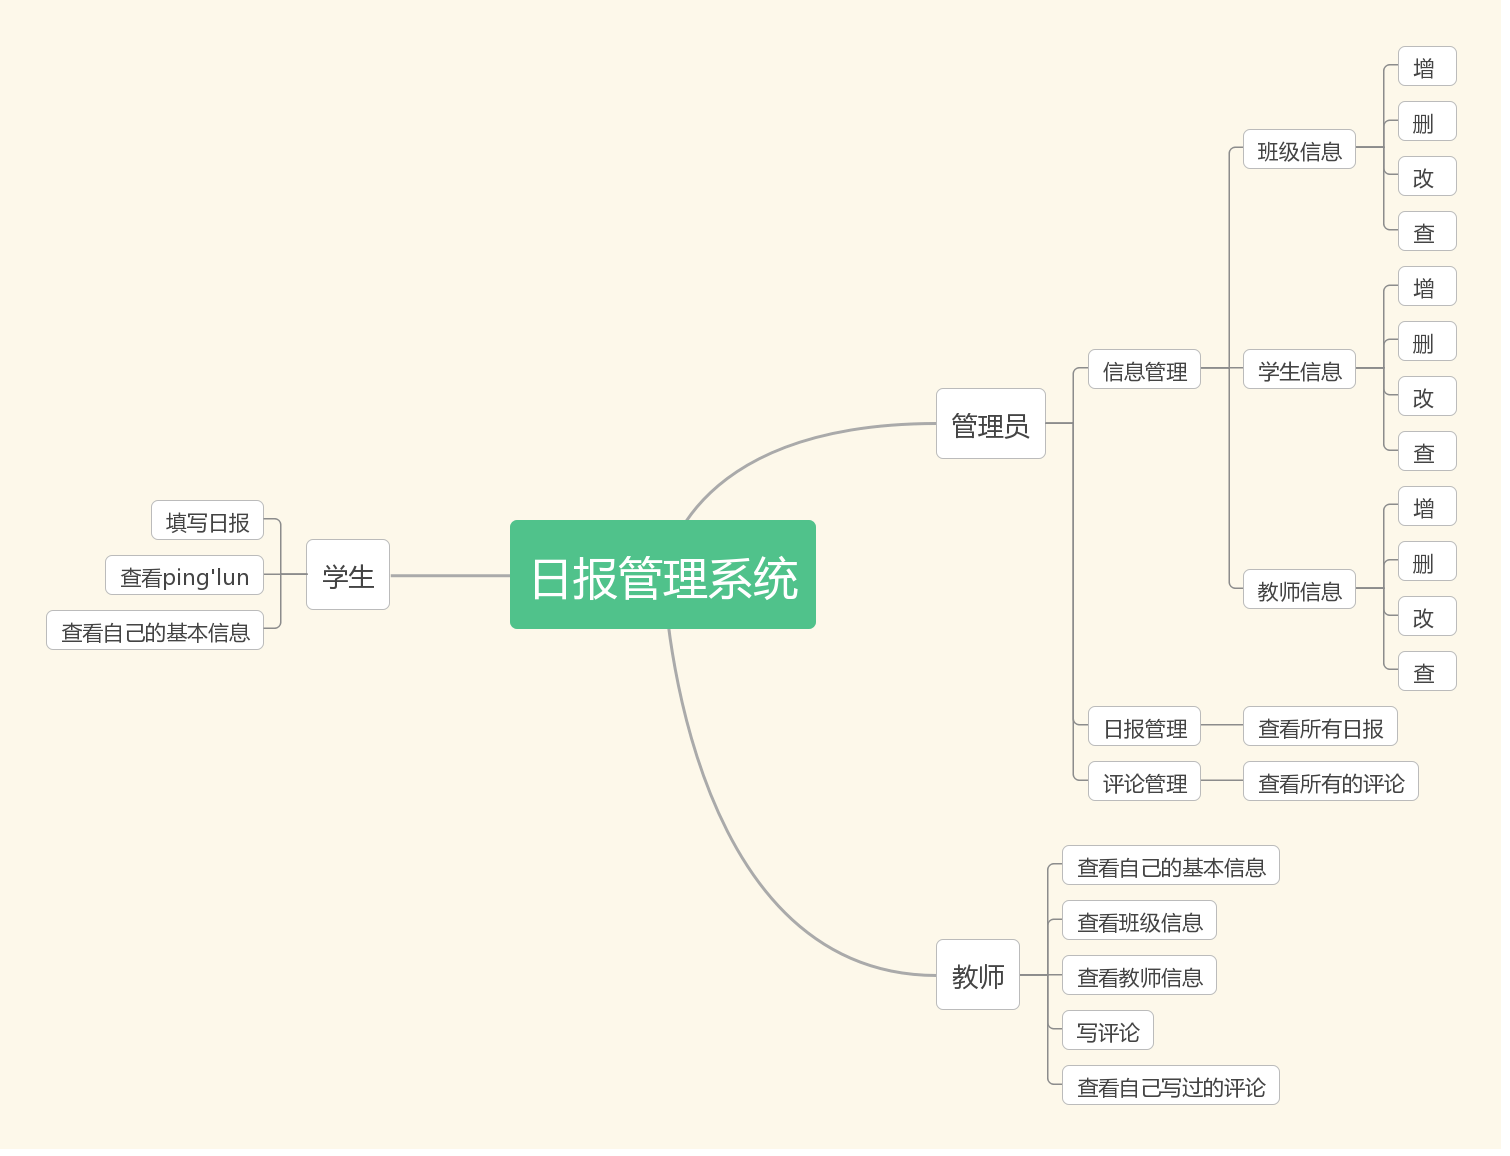 日报管理系统
管理员
信息管理
班级信息
增
删
改
查
学生信息
增
删
改
查
教师信息
增
删
改
查
日报管理
查看所有日报
评论管理
查看所有的评论
教师
查看自己的基本信息
查看班级信息
查看教师信息
写评论
查看自己写过的评论
学生
填写日报
查看ping'lun
查看自己的基本信息